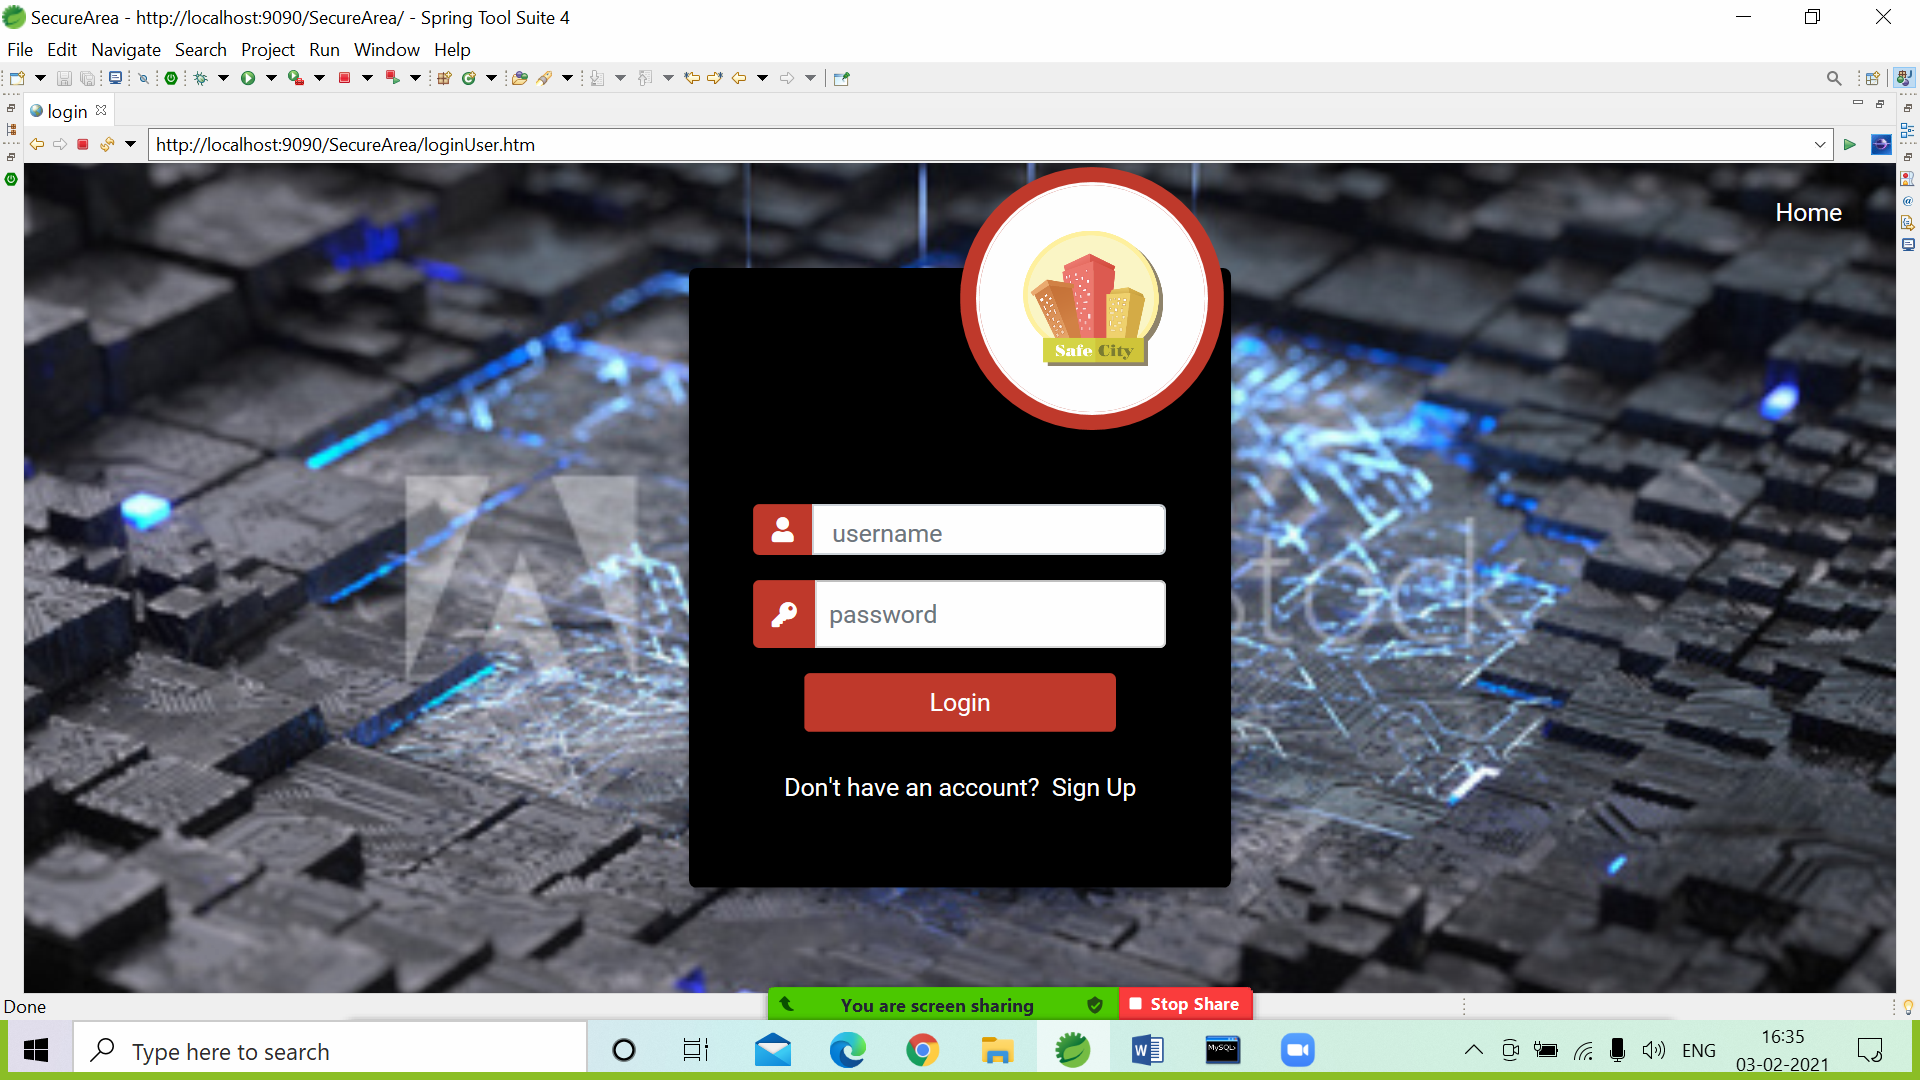 SecureArea - http://localhost:9090/SecureArea/ - Spring Tool Suite 4
File Edit Navigate Search Project Run Window Help
login
http://localhost:9090/SecureArea/loginUser.htm
Home
Safe City
username
stock
password
Login
Don't have an account? Sign Up
Done
You are screen sharing
Stop Share
Type here to search
MySQL>
ENG
16:35
03-02-2021